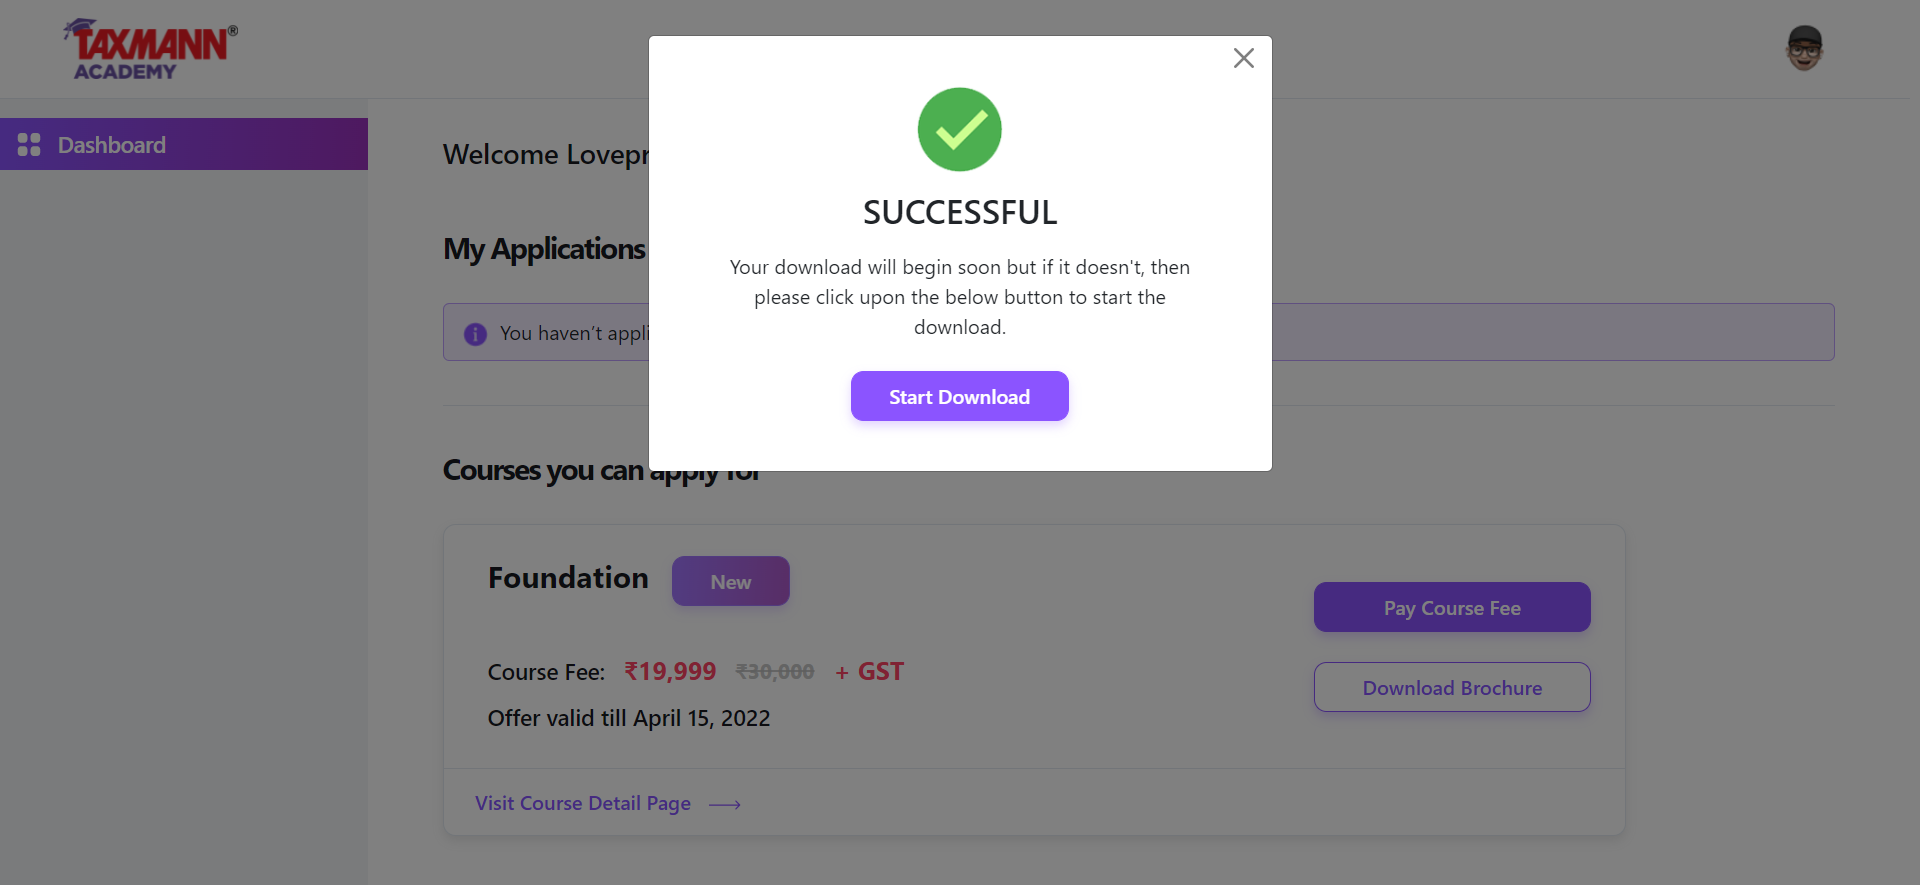 TAXMANN®
ACADEMY
Dashboard
Welcome
My Applications
You haven't
SUCCESSFUL
Your download will begin soon but if it doesn't, then
please click upon the below button to start the
download.
Start Download
Courses you can apply for
Foundation
New
Course Fee: ₹19,999 ₹30,000 + GST
Offer valid till April 15, 2022
Pay Course Fee
Download Brochure
Visit Course Detail Page